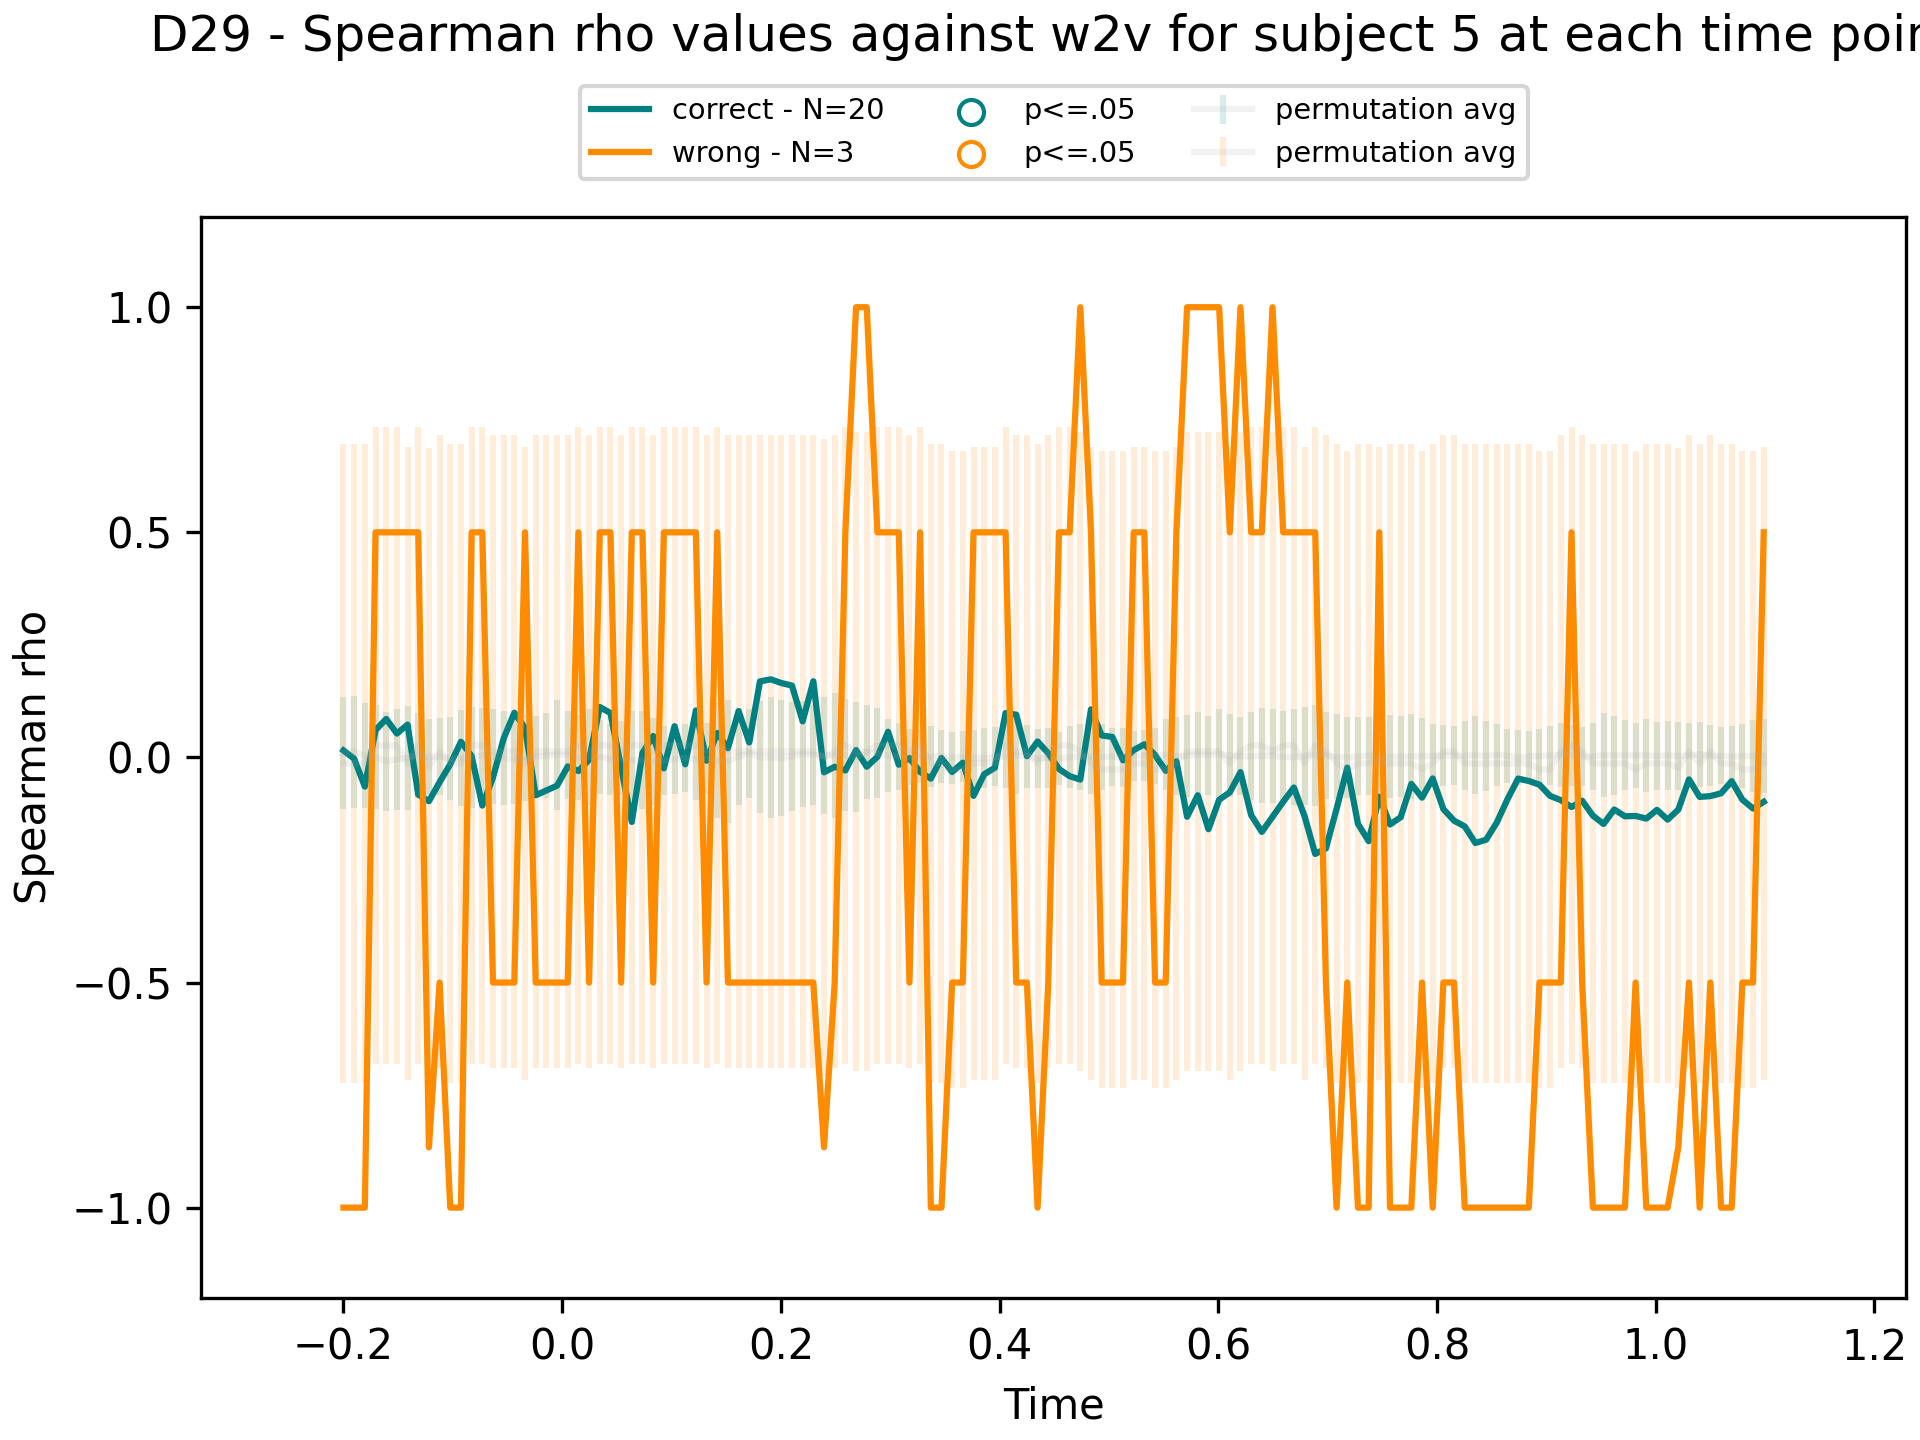 D29 - Spearman rho values against w2v for subject 5 at each time poin
correct - N=20
wrong - N=3
p<=.05
p<=.05
permutation avg
permutation avg
Spearman rho
1.0
0.5
0.0
−0.5
−1.0
−0.2 0.0 0.2 0.4 0.6 0.8 1.0 1.2
Time